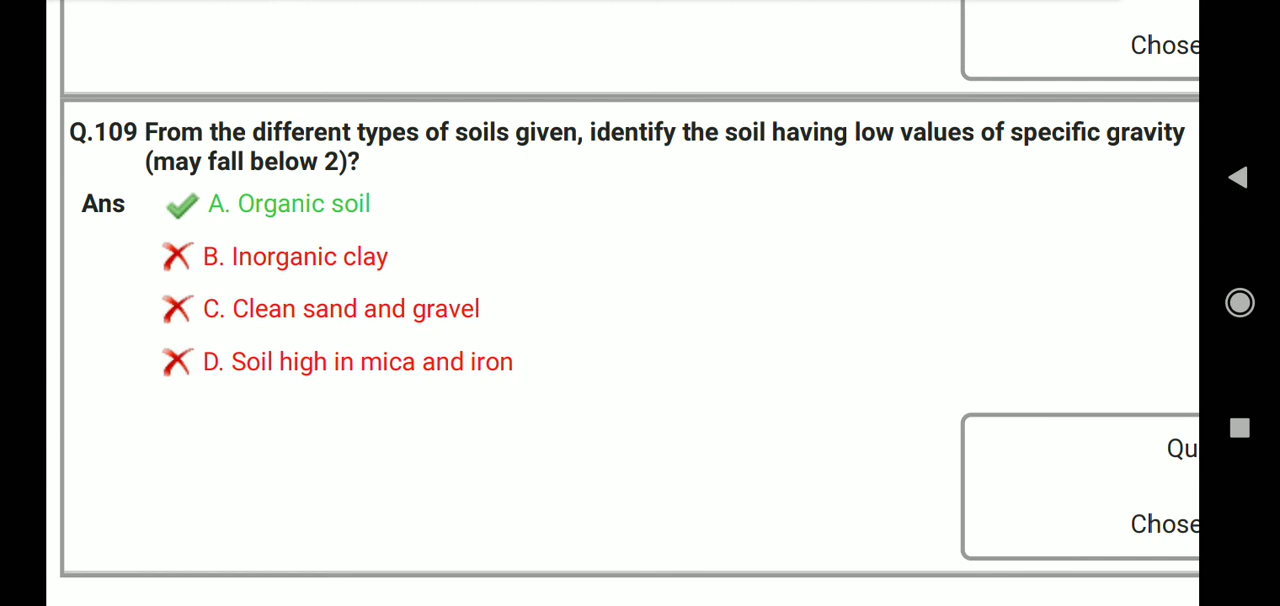 Chose
Q.109 From the different types of soils given, identify the soil having low values of specific gravity
(may fall below 2)?
Ans A. Organic soil
B. Inorganic clay
C. Clean sand and gravel
D. Soil high in mica and iron
Qu
Chose